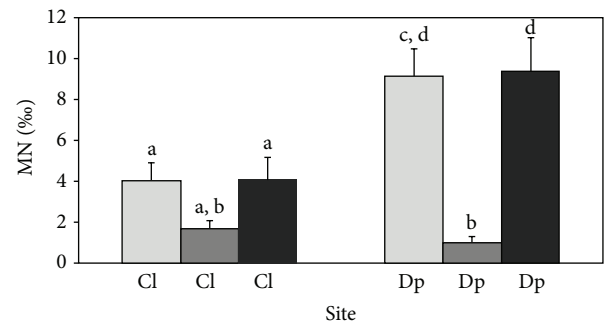 MN (‰)
12
10
8
6
4
2
0
a
a, b
a
c, d
b
d
Cl Cl Cl Dp Dp Dp
Site